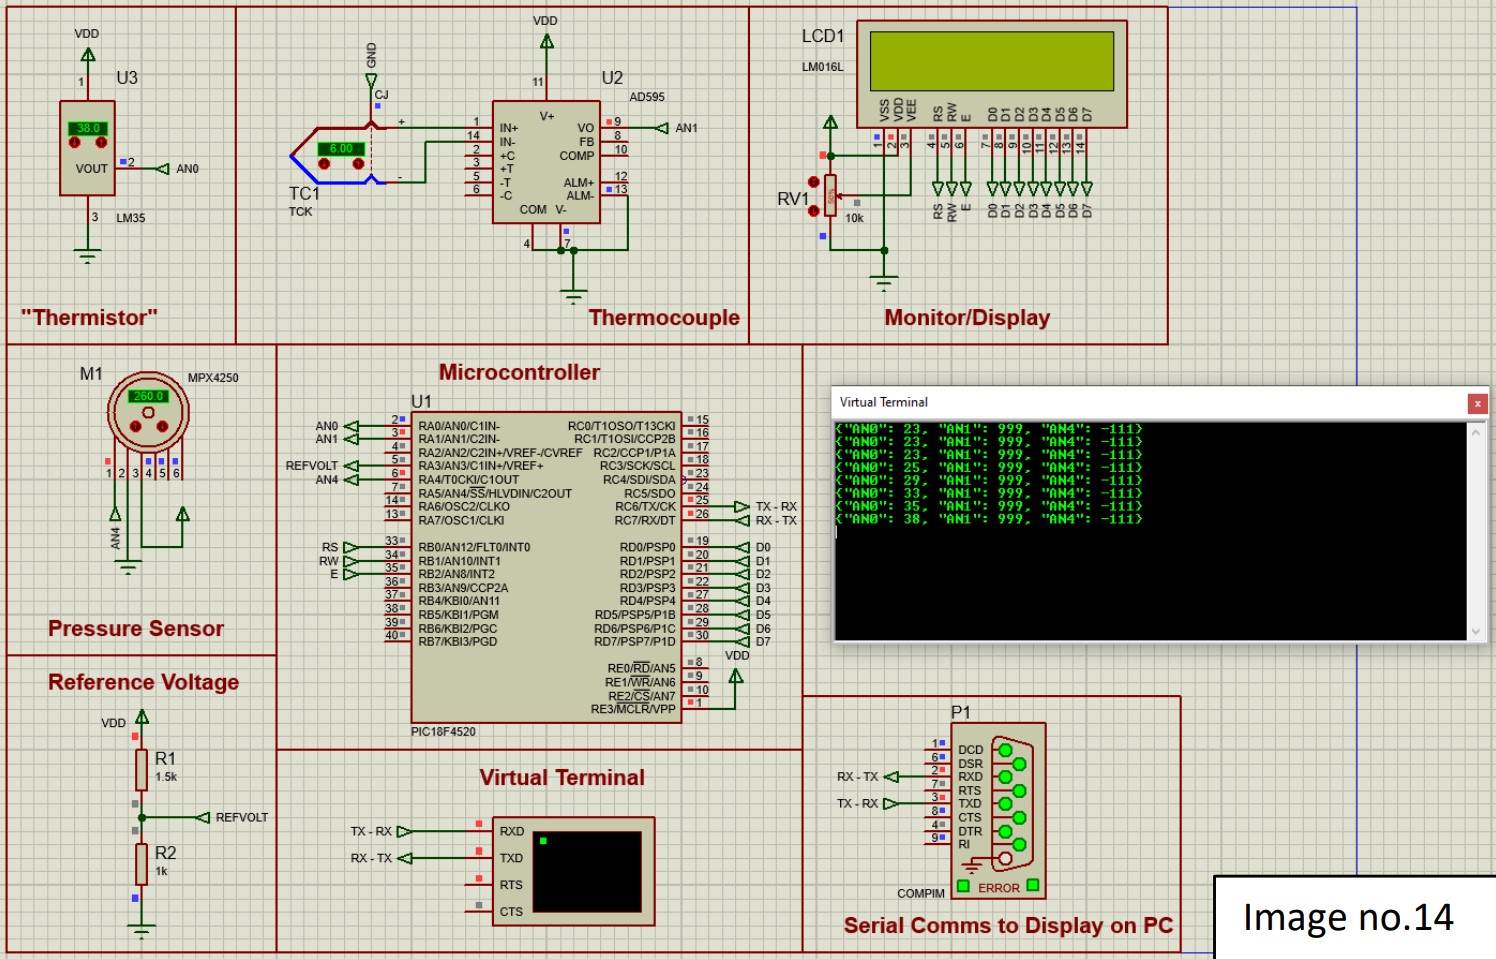 VDD
U3
1
38.0
VOUT
2
AN0
3
LM35
"Thermistor"
GND
CJ
+
6.00
-
TC1
TCK
VDD
11
U2
AD595
V+
1 IN+
14 IN-
2 +C
3 +T
5 -T
6 -C
VO 9 AN1
FB 8
COMP 10
ALM+ 12
ALM- 13
COM V-
4 7
Thermocouple
LCD1
LM016L
VSS VDD VEE RS RW E D0 D1 D2 D3 D4 D5 D6 D7
1 2 3 4 5 6 7 8 9 10 11 12 13 14
RS RW E D0 D1 D2 D3 D4 D5 D6 D7
RV1
50%
10k
Monitor/Display
M1
MPX4250
260.0
1 2 3 4 5 6
AN4
Pressure Sensor
Microcontroller
U1
AN0 2 RA0/AN0/C1IN-
AN1 3 RA1/AN1/C2IN-
4 RA2/AN2/C2IN+/VREF-/CVREF
REFVOLT 5 RA3/AN3/C1IN+/VREF+
AN4 6 RA4/T0CKI/C1OUT
7 RA5/AN4/SS/HLVDIN/C2OUT
14 RA6/OSC2/CLKO
13 RA7/OSC1/CLKI
RS 33 RB0/AN12/FLT0/INT0
RW 34 RB1/AN10/INT1
E 35 RB2/AN8/INT2
36 RB3/AN9/CCP2A
37 RB4/KBI0/AN11
38 RB5/KBI1/PGM
39 RB6/KBI2/PGC
40 RB7/KBI3/PGD
RC0/T1OSO/T13CKI 15
RC1/T1OSI/CCP2B 16
RC2/CCP1/P1A 17
RC3/SCK/SCL 18
RC4/SDI/SDA 23
RC5/SDO 24
RC6/TX/CK 25 TX - RX
RC7/RX/DT 26 RX - TX
RD0/PSP0 19 D0
RD1/PSP1 20 D1
RD2/PSP2 21 D2
RD3/PSP3 22 D3
RD4/PSP4 27 D4
RD5/PSP5/P1B 28 D5
RD6/PSP6/P1C 29 D6
RD7/PSP7/P1D 30 D7
VDD
RE0/RD/AN5 8
RE1/WR/AN6 9
RE2/CS/AN7 10
RE3/MCLR/VPP 1
PIC18F4520
Virtual Terminal
x
{"AN0": 23, "AN1": 999, "AN4": -111}
{"AN0": 23, "AN1": 999, "AN4": -111}
{"AN0": 23, "AN1": 999, "AN4": -111}
{"AN0": 25, "AN1": 999, "AN4": -111}
{"AN0": 29, "AN1": 999, "AN4": -111}
{"AN0": 33, "AN1": 999, "AN4": -111}
{"AN0": 35, "AN1": 999, "AN4": -111}
{"AN0": 38, "AN1": 999, "AN4": -111}
Reference Voltage
VDD
R1
1.5k
REFVOLT
R2
1k
Virtual Terminal
TX - RX RXD
RX - TX TXD
RTS
CTS
P1
1 DCD
6 DSR
RX - TX 2 RXD
7 RTS
TX - RX 3 TXD
8 CTS
4 DTR
9 RI
COMPIM
ERROR
Serial Comms to Display on PC
Image no.14